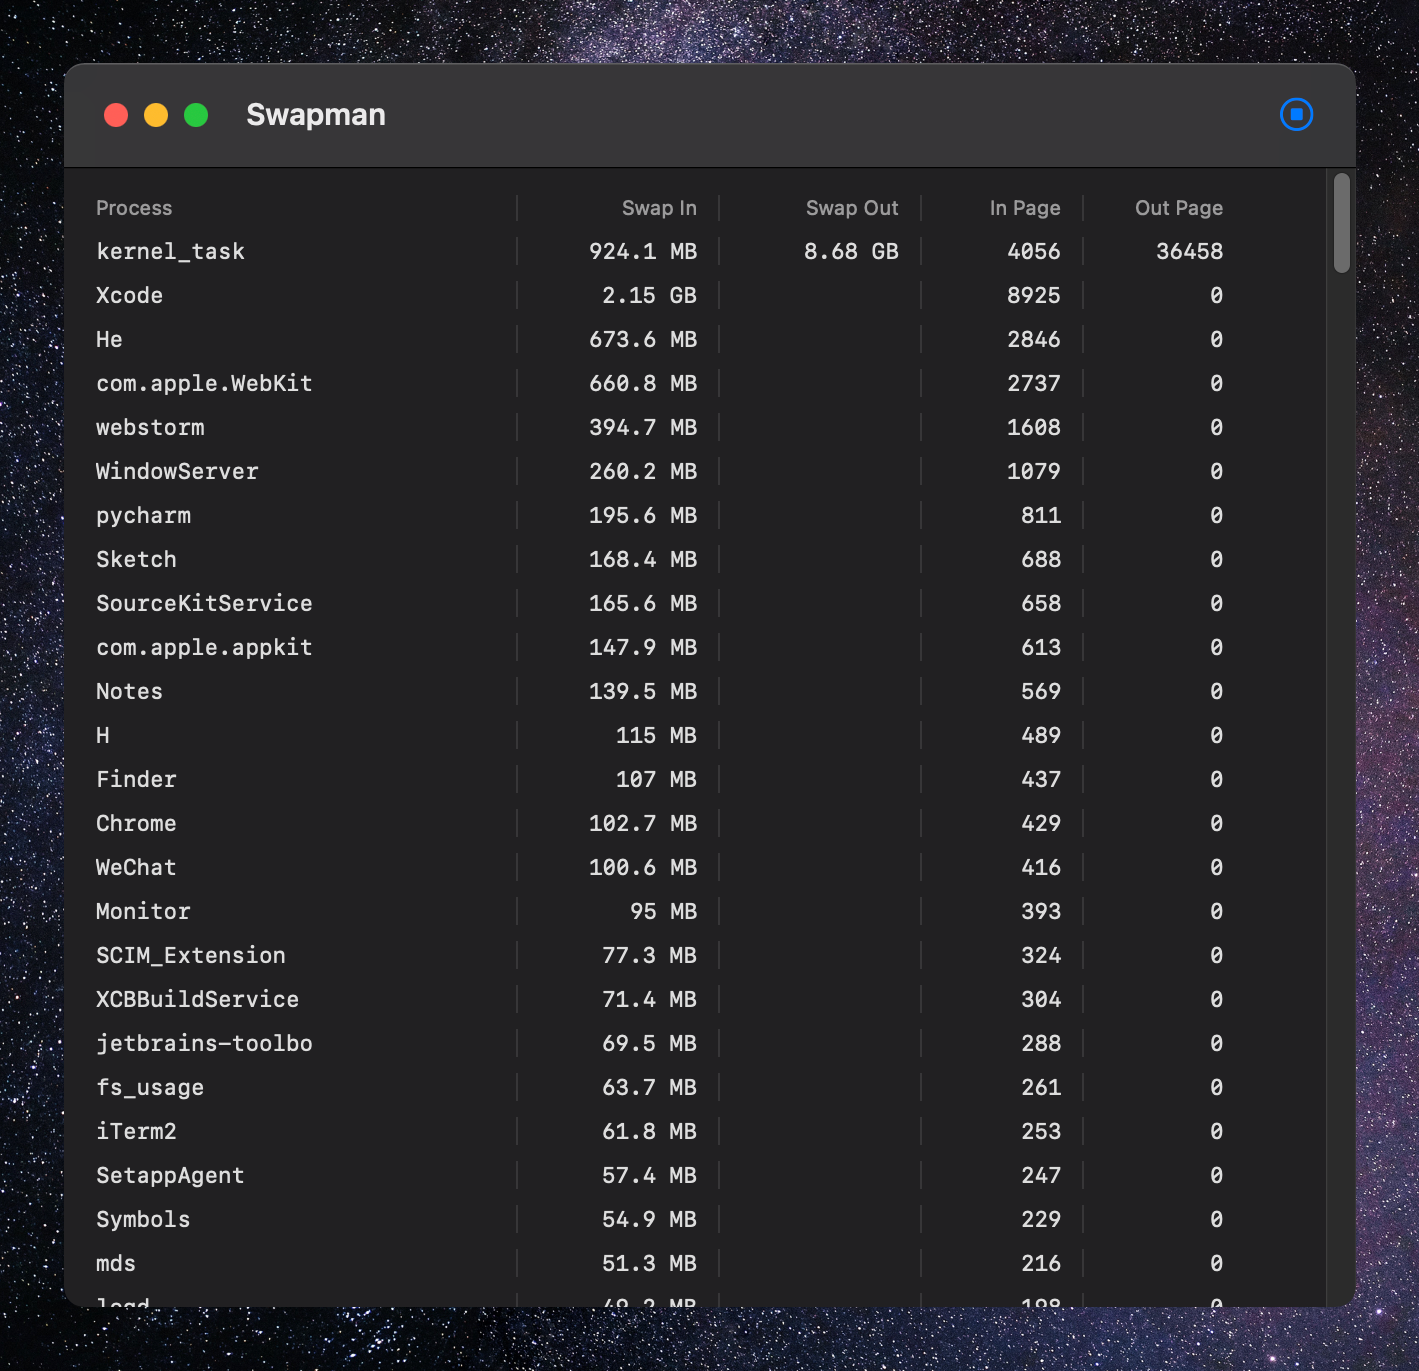 Swapman
Process Swap In Swap Out In Page Out Page
kernel_task 924.1 MB 8.68 GB 4056 36458
Xcode 2.15 GB 8925 0
He 673.6 MB 2846 0
com.apple.WebKit 660.8 MB 2737 0
webstorm 394.7 MB 1608 0
WindowServer 260.2 MB 1079 0
pycharm 195.6 MB 811 0
Sketch 168.4 MB 688 0
SourceKitService 165.6 MB 658 0
com.apple.appkit 147.9 MB 613 0
Notes 139.5 MB 569 0
H 115 MB 489 0
Finder 107 MB 437 0
Chrome 102.7 MB 429 0
WeChat 100.6 MB 416 0
Monitor 95 MB 393 0
SCIM_Extension 77.3 MB 324 0
XCBBuildService 71.4 MB 304 0
jetbrains-toolbo 69.5 MB 288 0
fs_usage 63.7 MB 261 0
iTerm2 61.8 MB 253 0
SetappAgent 57.4 MB 247 0
Symbols 54.9 MB 229 0
mds 51.3 MB 216 0